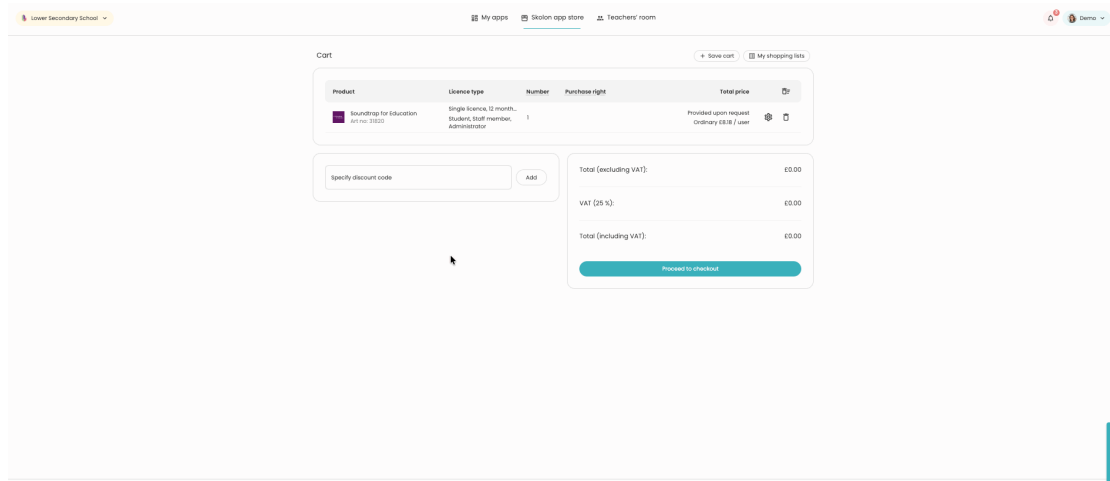 Lower Secondary School
My apps
Skolon app store
Teachers' room
Demo
Cart
+ Save cart
My shopping lists
Product
Licence type
Number
Purchase right
Total price
Soundtrap for Education
Art no: 31820
Single licence, 12 month...
Student, Staff member,
Administrator
1
Provided upon request
Ordinary £8.18 / user
Specify discount code
Add
Total (excluding VAT): £0.00
VAT (25 %): £0.00
Total (including VAT): £0.00
Proceed to checkout